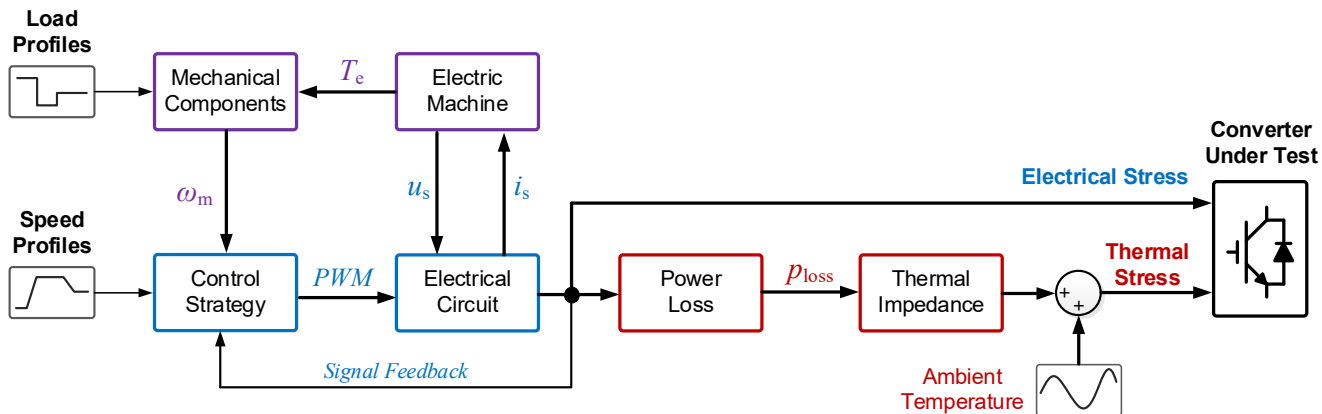 Load
Profiles
Mechanical
Components
Te
Electric
Machine
Converter
Under Test
ωm
us
is
Electrical Stress
Speed
Profiles
Control
Strategy
PWM
Electrical
Circuit
Power
Loss
ploss
Thermal
Impedance
+
+
Thermal
Stress
Signal Feedback
Ambient
Temperature